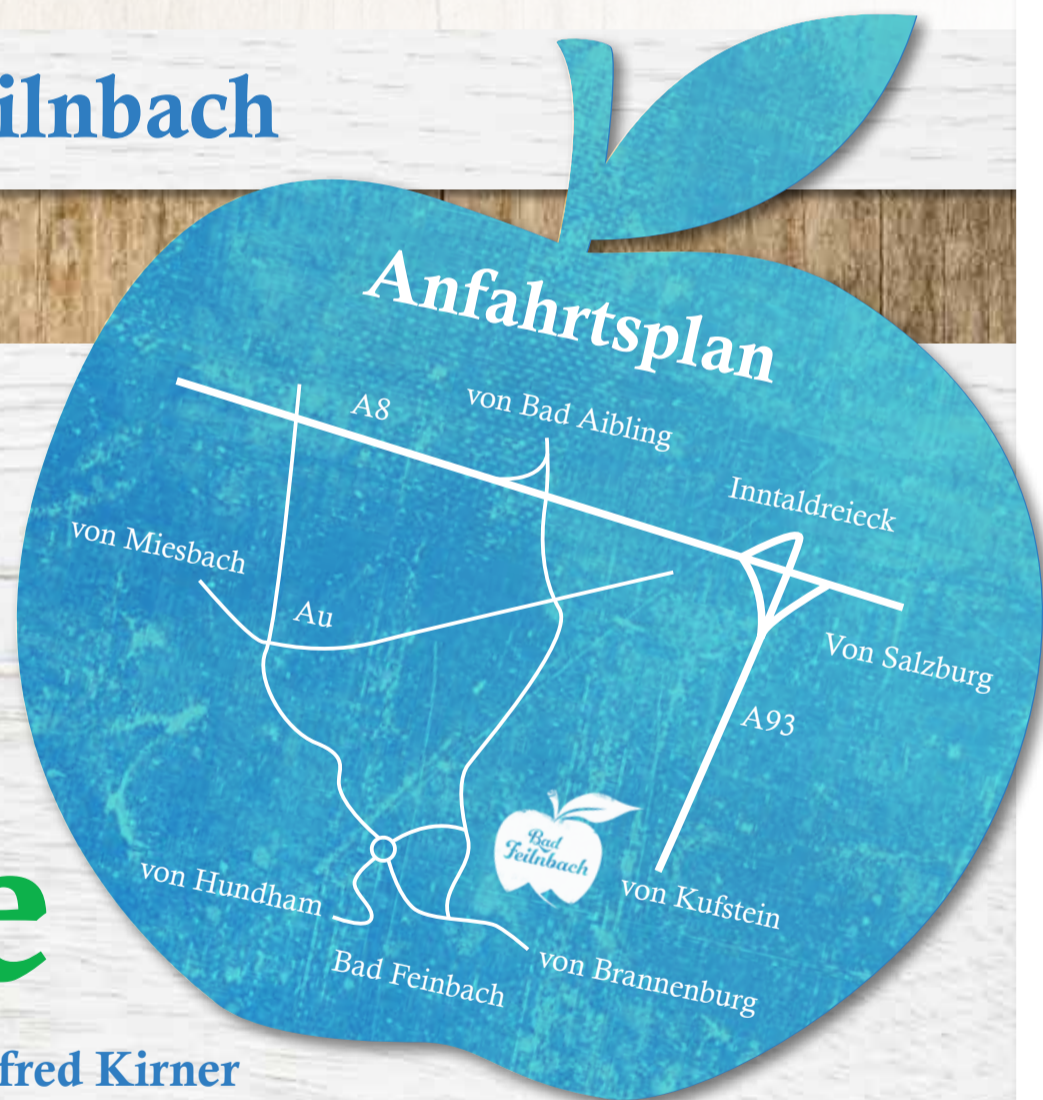 ilnbach
Anfahrtsplan
A8
von Bad Aibling
Inntaldreieck
von Miesbach
Au
Von Salzburg
A93
Bad
Feilnbach
von Hundham
von Kufstein
Bad Feinbach
von Brannenburg
e
fred Kirner